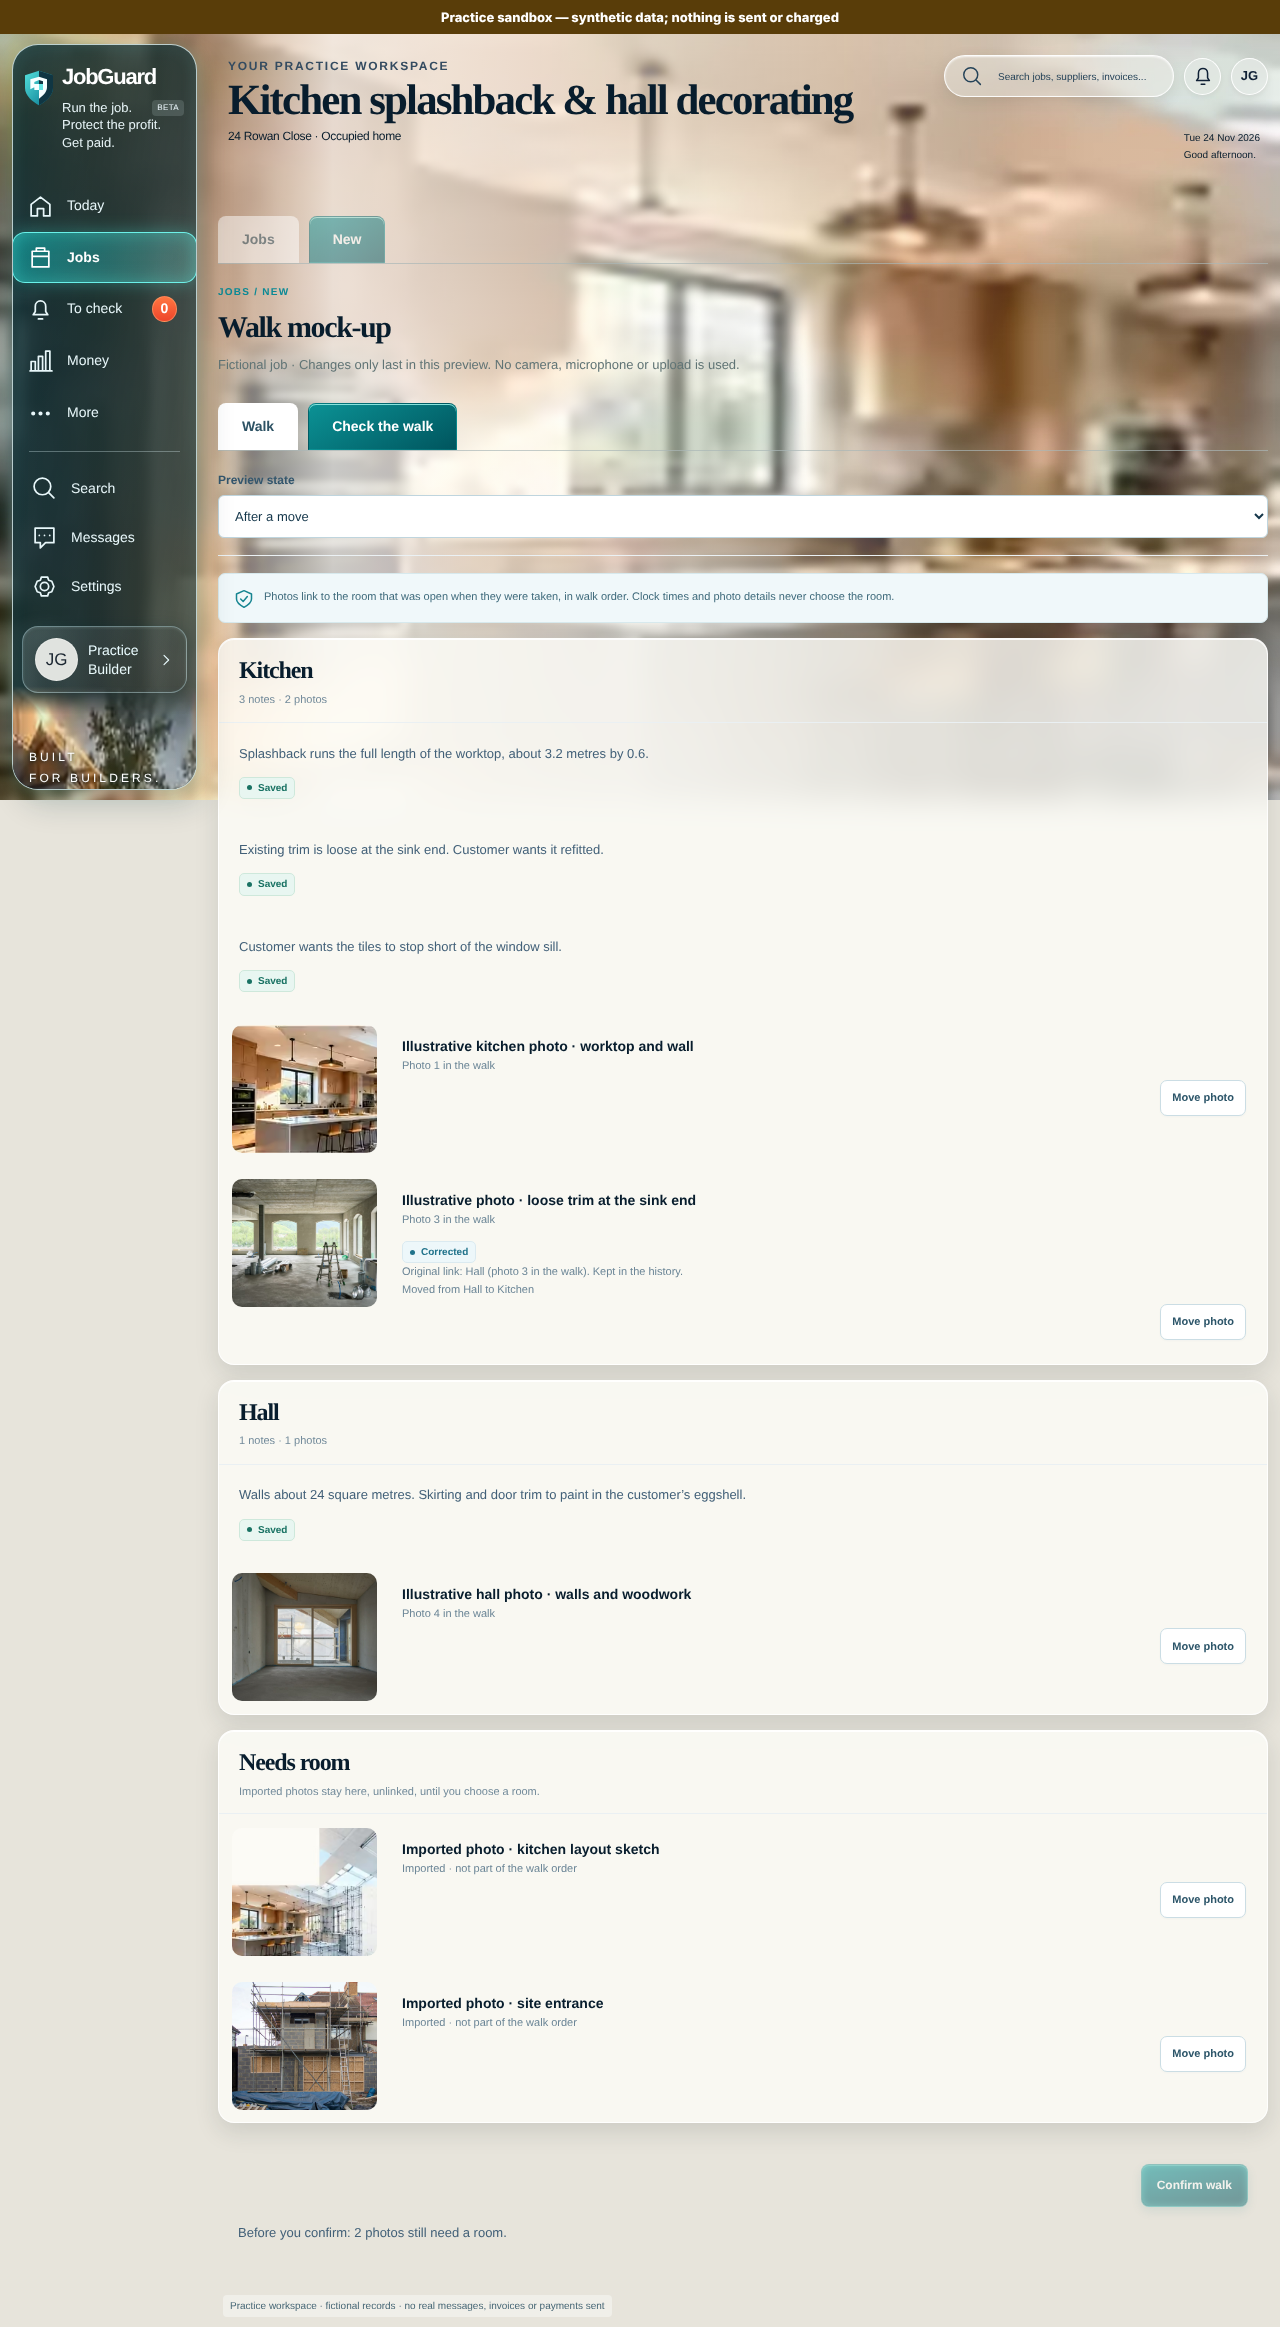 Practice sandbox — synthetic data; nothing is sent or charged
JobGuard
Run the job.
BETA
Protect the profit.
Get paid.
Today
Jobs
To check
0
Money
More
Search
Messages
Settings
JG
Practice
Builder
BUILT
FOR BUILDERS.
YOUR PRACTICE WORKSPACE
Kitchen splashback & hall decorating
24 Rowan Close · Occupied home
Search jobs, suppliers, invoices...
JG
Tue 24 Nov 2026
Good afternoon.
Jobs
New
JOBS / NEW
Walk mock-up
Fictional job · Changes only last in this preview. No camera, microphone or upload is used.
Walk
Check the walk
Preview state
After a move
Photos link to the room that was open when they were taken, in walk order. Clock times and photo details never choose the room.
Kitchen
3 notes · 2 photos
Splashback runs the full length of the worktop, about 3.2 metres by 0.6.
Saved
Existing trim is loose at the sink end. Customer wants it refitted.
Saved
Customer wants the tiles to stop short of the window sill.
Saved
Illustrative kitchen photo · worktop and wall
Photo 1 in the walk
Move photo
Illustrative photo · loose trim at the sink end
Photo 3 in the walk
Corrected
Original link: Hall (photo 3 in the walk). Kept in the history.
Moved from Hall to Kitchen
Move photo
Hall
1 notes · 1 photos
Walls about 24 square metres. Skirting and door trim to paint in the customer's eggshell.
Saved
Illustrative hall photo · walls and woodwork
Photo 4 in the walk
Move photo
Needs room
Imported photos stay here, unlinked, until you choose a room.
Imported photo · kitchen layout sketch
Imported · not part of the walk order
Move photo
Imported photo · site entrance
Imported · not part of the walk order
Move photo
Confirm walk
Before you confirm: 2 photos still need a room.
Practice workspace · fictional records · no real messages, invoices or payments sent